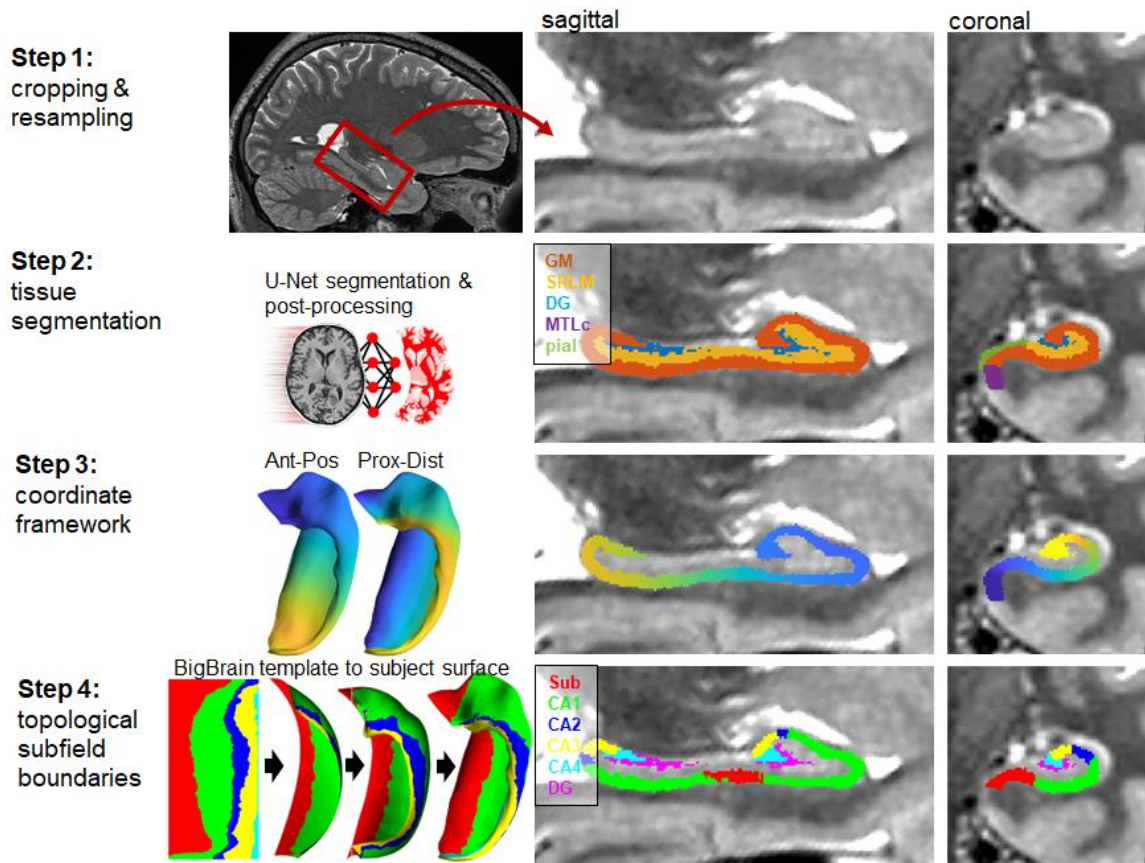 sagittal
coronal
Step 1:
cropping &
resampling
Step 2:
tissue
segmentation
U-Net segmentation &
post-processing
GM
SRLM
DG
MTLc
pial
Step 3:
coordinate
framework
Ant-Pos
Prox-Dist
Step 4:
topological
subfield
boundaries
BigBrain template to subject surface
Sub
CA1
CA2
CA3
CA4
DG